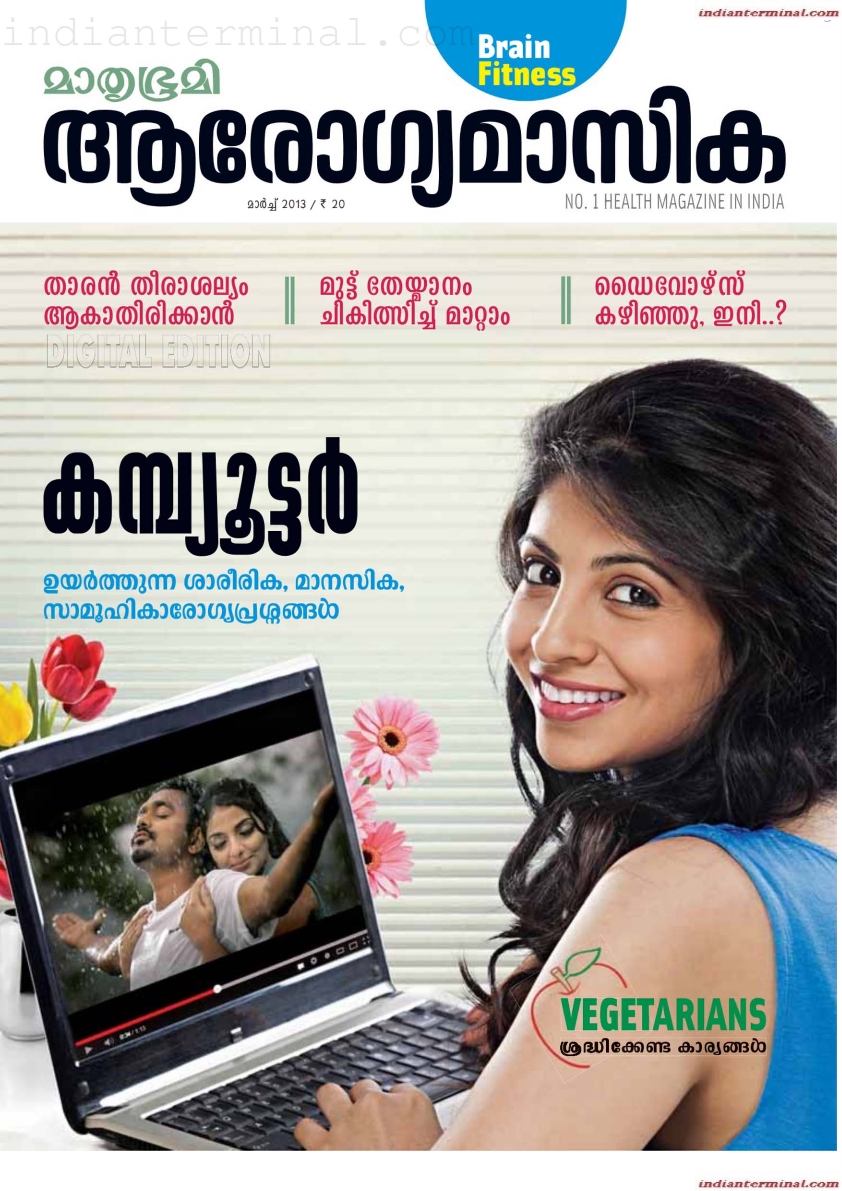 indianterminal.com
indianterminal.com
Brain
Fitness
മാതൃഭൂമി
ആരോഗ്യമാസിക
മാർച്ച് 2013 / ₹ 20
NO. 1 HEALTH MAGAZINE IN INDIA
താരൻ തീരാശല്യം
ആകാതിരിക്കാൻ
മുട്ട് തേയ്മാനം
ചികിത്സിച്ച് മാറ്റാം
ഡൈവോഴ്സ്
കഴിഞ്ഞു, ഇനി..?
DIGITAL EDITION
കമ്പ്യൂട്ടർ
ഉയർത്തുന്ന ശാരീരിക, മാനസിക,
സാമൂഹികാരോഗ്യപ്രശ്നങ്ങൾ
VEGETARIANS
ശ്രദ്ധിക്കേണ്ട കാര്യങ്ങൾ
indianterminal.com